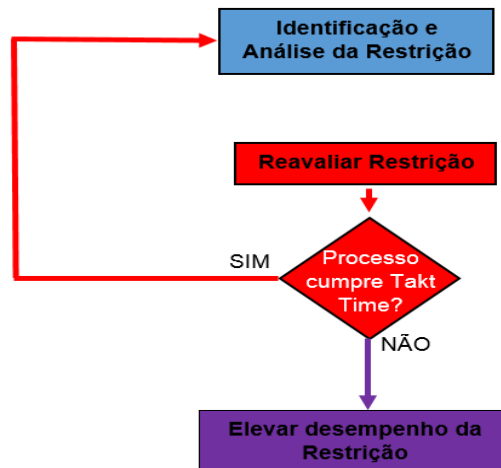 Identificação e
Análise da Restrição
Reavaliar Restrição
SIM
Processo
cumpre Takt
Time?
NÃO
Elevar desempenho da
Restrição